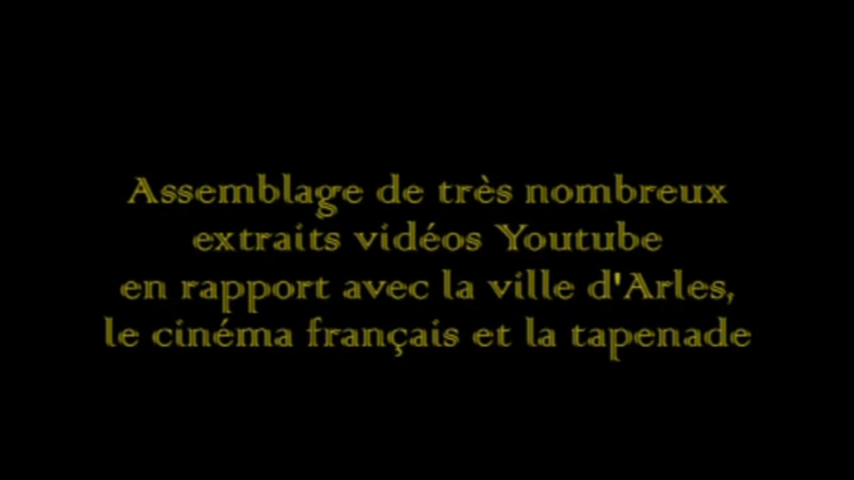 Assemblage de très nombreux
extraits vidéos Youtube
en rapport avec la ville d'Arles,
le cinéma français et la tapenade